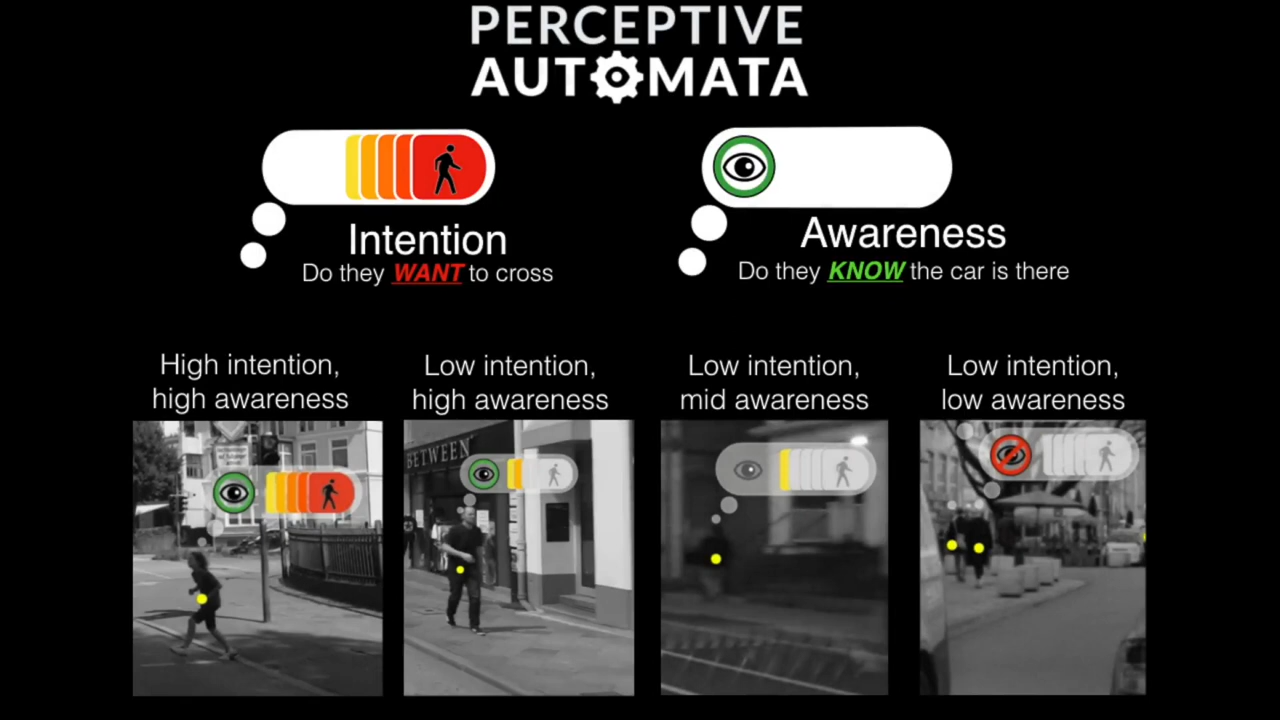 PERCEPTIVE
AUTOMATA
Intention
Do they WANT to cross
Awareness
Do they KNOW the car is there
High intention,
high awareness
Low intention,
high awareness
Low intention,
mid awareness
Low intention,
low awareness
BETWEEN